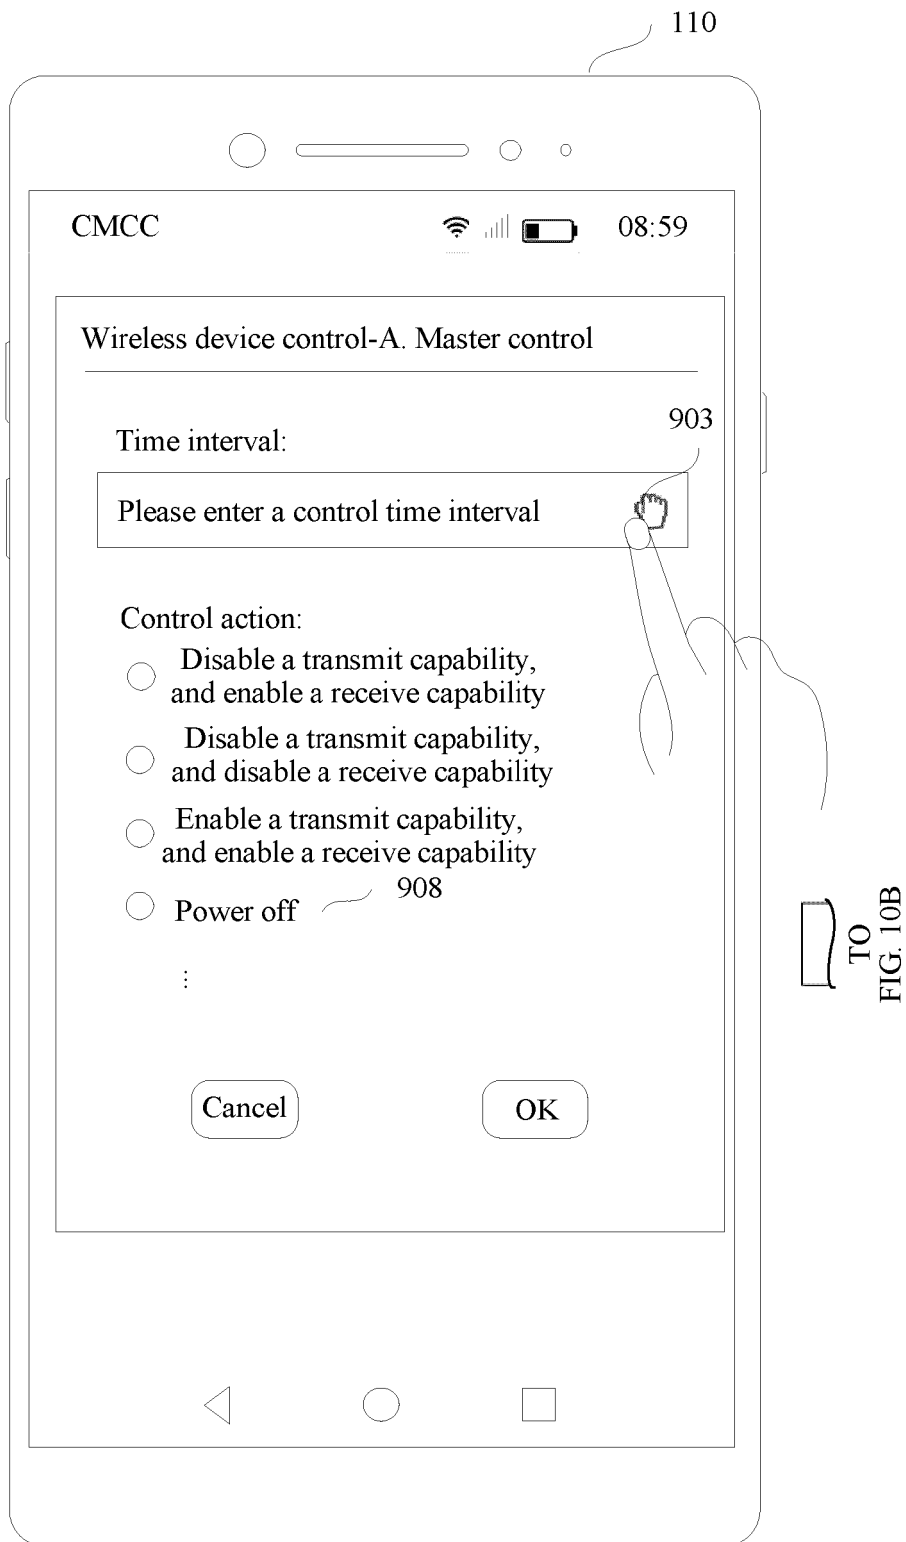 110
CMCC
08:59
Wireless device control-A. Master control
903
Time interval:
Please enter a control time interval
Control action:
Disable a transmit capability,
and enable a receive capability
Disable a transmit capability,
and disable a receive capability
Enable a transmit capability,
and enable a receive capability
908
Power off
⋮
Cancel
OK
TO
FIG. 10B